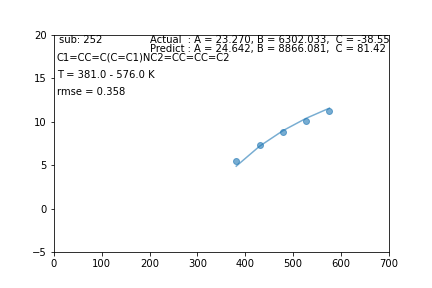 sub: 252
Actual : A = 23.270, B = 6302.033, C = -38.55
Predict : A = 24.642, B = 8866.081, C = 81.42
C1=CC=C(C=C1)NC2=CC=CC=C2
T = 381.0 - 576.0 K
rmse = 0.358
20
15
10
5
0
−5
0 100 200 300 400 500 600 700